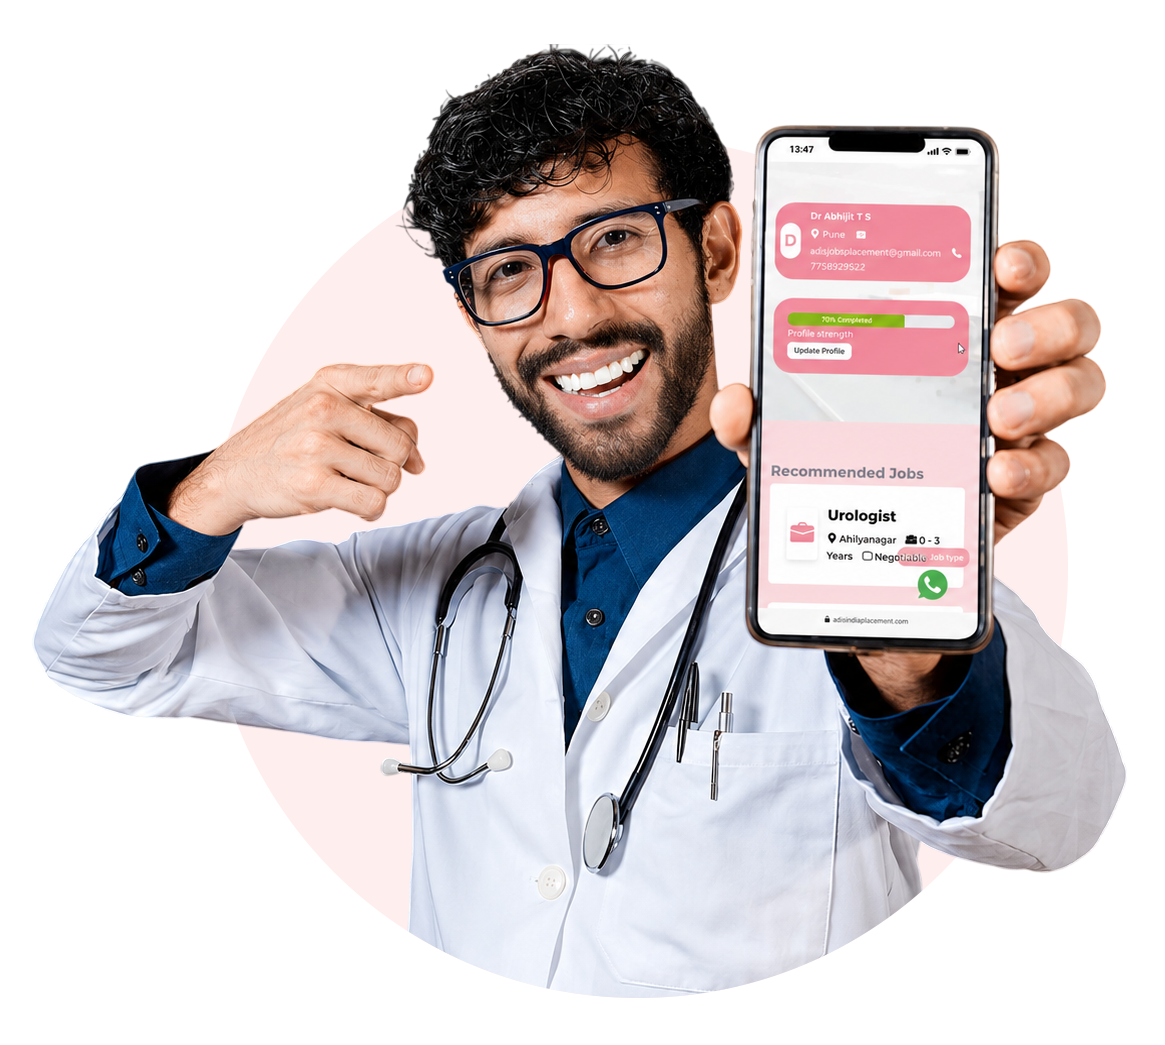 13:47
Dr Abhijit T S
D
Pune
adisjobsplacement@gmail.com
7758929522
70% Completed
Profile strength
Update Profile
Recommended Jobs
Urologist
Ahilyanagar 0 - 3
Years Negotiable
Job type
adisindiaplacement.com